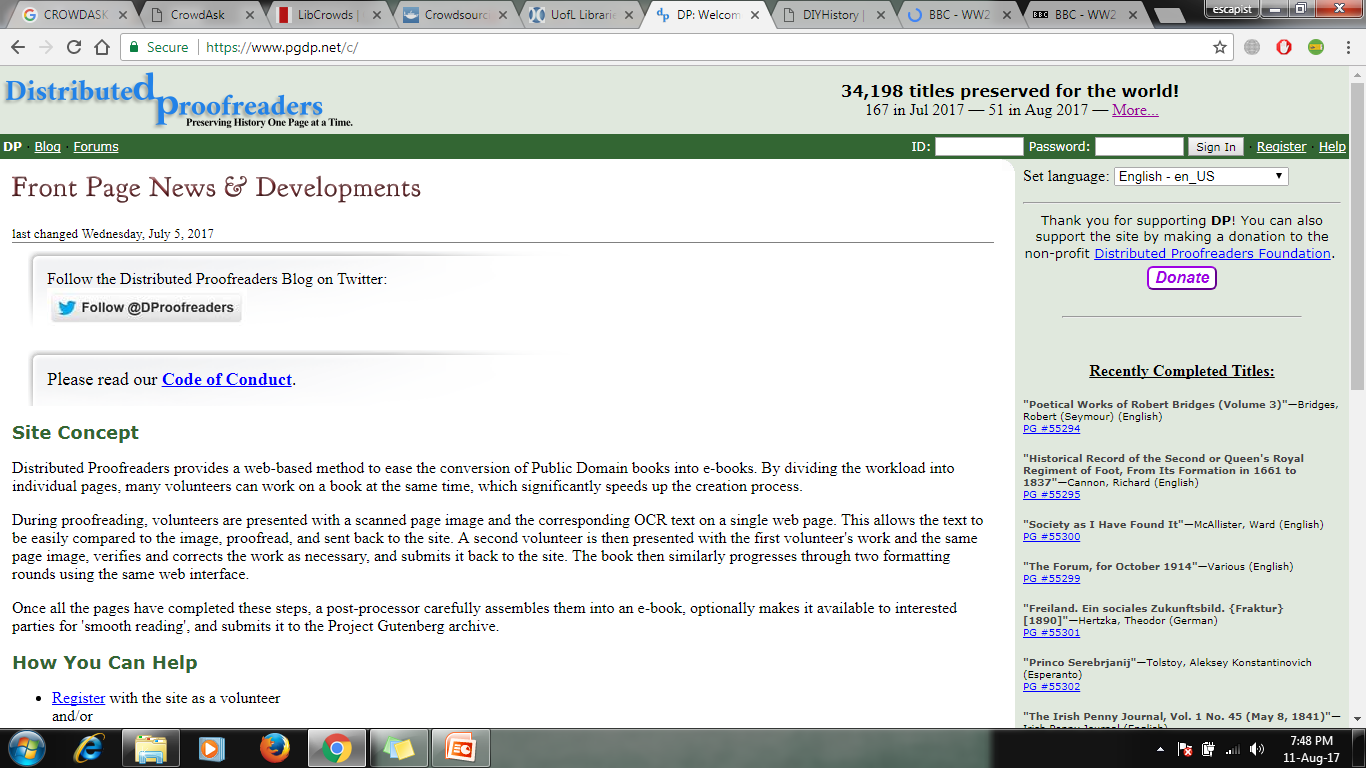 CROWDASK
CrowdAsk
LibCrowds |
Crowdsourc
UofL Librarie
DP: Welcom
DIYHistory |
BBC - WW2
BBC - WW2
escapist
Secure
https://www.pgdp.net/c/
Distributed Proofreaders
Preserving History One Page at a Time.
34,198 titles preserved for the world!
167 in Jul 2017 — 51 in Aug 2017 — More...
DP · Blog · Forums
ID: Password: Sign In · Register · Help
Front Page News & Developments
last changed Wednesday, July 5, 2017
Follow the Distributed Proofreaders Blog on Twitter:
Follow @DProofreaders
Please read our Code of Conduct.
Site Concept
Distributed Proofreaders provides a web-based method to ease the conversion of Public Domain books into e-books. By dividing the workload into
individual pages, many volunteers can work on a book at the same time, which significantly speeds up the creation process.
During proofreading, volunteers are presented with a scanned page image and the corresponding OCR text on a single web page. This allows the text to
be easily compared to the image, proofread, and sent back to the site. A second volunteer is then presented with the first volunteer's work and the same
page image, verifies and corrects the work as necessary, and submits it back to the site. The book then similarly progresses through two formatting
rounds using the same web interface.
Once all the pages have completed these steps, a post-processor carefully assembles them into an e-book, optionally makes it available to interested
parties for 'smooth reading', and submits it to the Project Gutenberg archive.
How You Can Help
• Register with the site as a volunteer
and/or
Set language: English - en_US
Thank you for supporting DP! You can also
support the site by making a donation to the
non-profit Distributed Proofreaders Foundation.
Donate
Recently Completed Titles:
"Poetical Works of Robert Bridges (Volume 3)"—Bridges,
Robert (Seymour) (English)
PG #55294
"Historical Record of the Second or Queen's Royal
Regiment of Foot, From Its Formation in 1661 to
1837"—Cannon, Richard (English)
PG #55295
"Society as I Have Found It"—McAllister, Ward (English)
PG #55300
"The Forum, for October 1914"—Various (English)
PG #55299
"Freiland. Ein sociales Zukunftsbild. {Fraktur}
[1890]"—Hertzka, Theodor (German)
PG #55301
"Princo Serebrjanij"—Tolstoy, Aleksey Konstantinovich
(Esperanto)
PG #55302
"The Irish Penny Journal, Vol. 1 No. 45 (May 8, 1841)"—
Irish Penny Journal (English)
7:48 PM
11-Aug-17